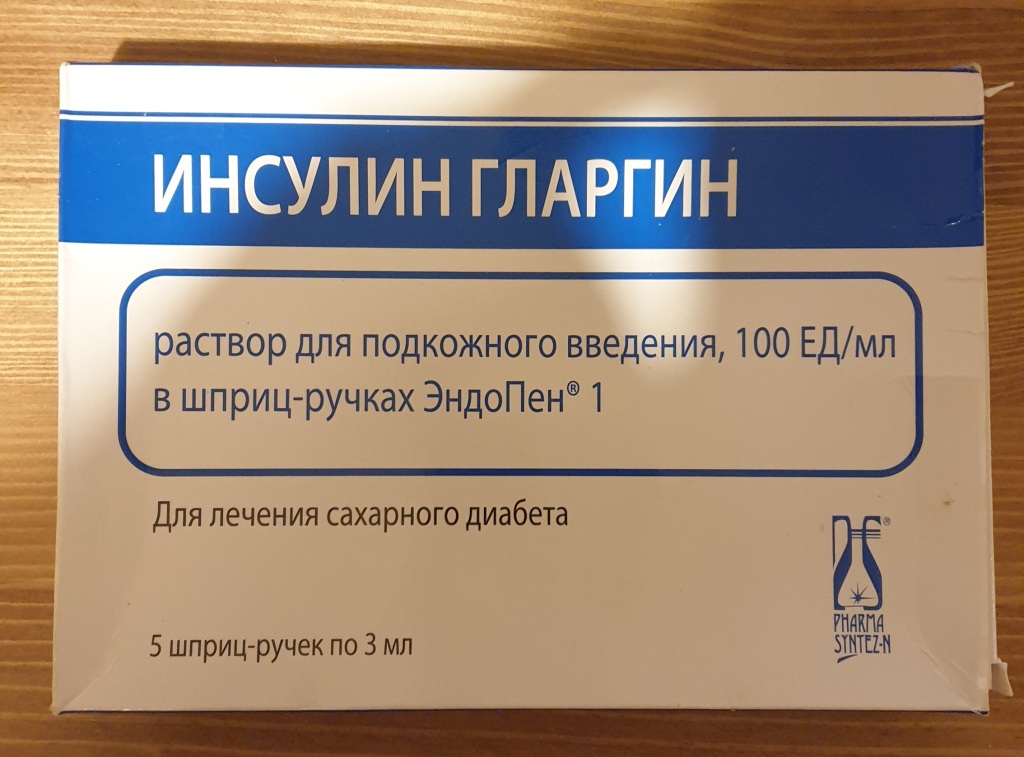 ИНСУЛИН ГЛАРГИН
раствор для подкожного введения, 100 ЕД/мл
в шприц-ручках ЭндоПен® 1
Для лечения сахарного диабета
®
PHARMA
SYNTEZ-N
5 шприц-ручек по 3 мл